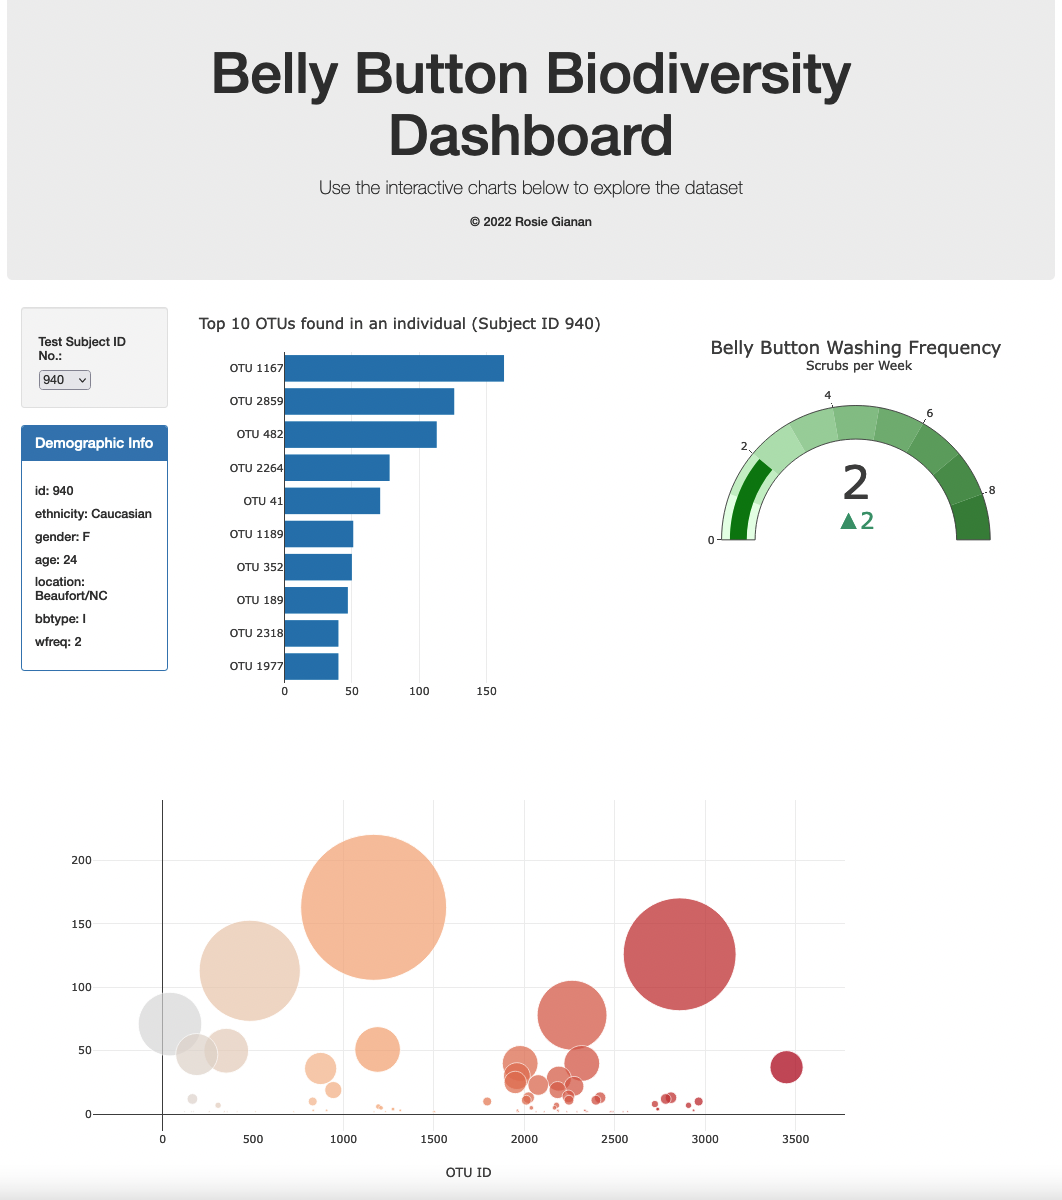 Belly Button Biodiversity
Dashboard
Use the interactive charts below to explore the dataset
© 2022 Rosie Gianan
Test Subject ID
No.:
940
Demographic Info
id: 940
ethnicity: Caucasian
gender: F
age: 24
location:
Beaufort/NC
bbtype: I
wfreq: 2
Top 10 OTUs found in an individual (Subject ID 940)
OTU 1167
OTU 2859
OTU 482
OTU 2264
OTU 41
OTU 1189
OTU 352
OTU 189
OTU 2318
OTU 1977
0 50 100 150
Belly Button Washing Frequency
Scrubs per Week
0
2
4
6
8
2
▲2
200
150
100
50
0
0 500 1000 1500 2000 2500 3000 3500
OTU ID